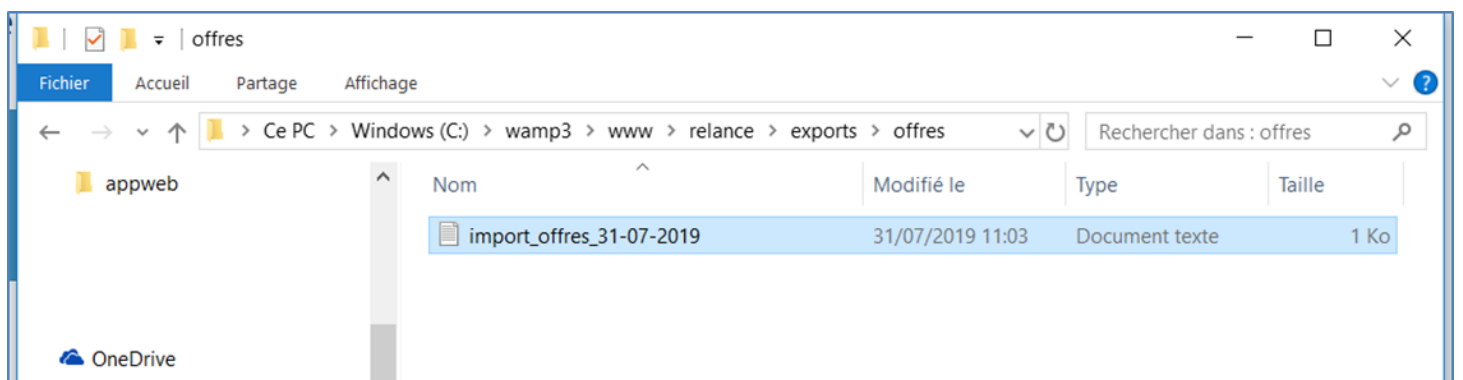 offres
Fichier Accueil Partage Affichage
Ce PC > Windows (C:) > wamp3 > www > relance > exports > offres Rechercher dans : offres
appweb Nom Modifié le Type Taille
import_offres_31-07-2019 31/07/2019 11:03 Document texte 1 Ko
OneDrive